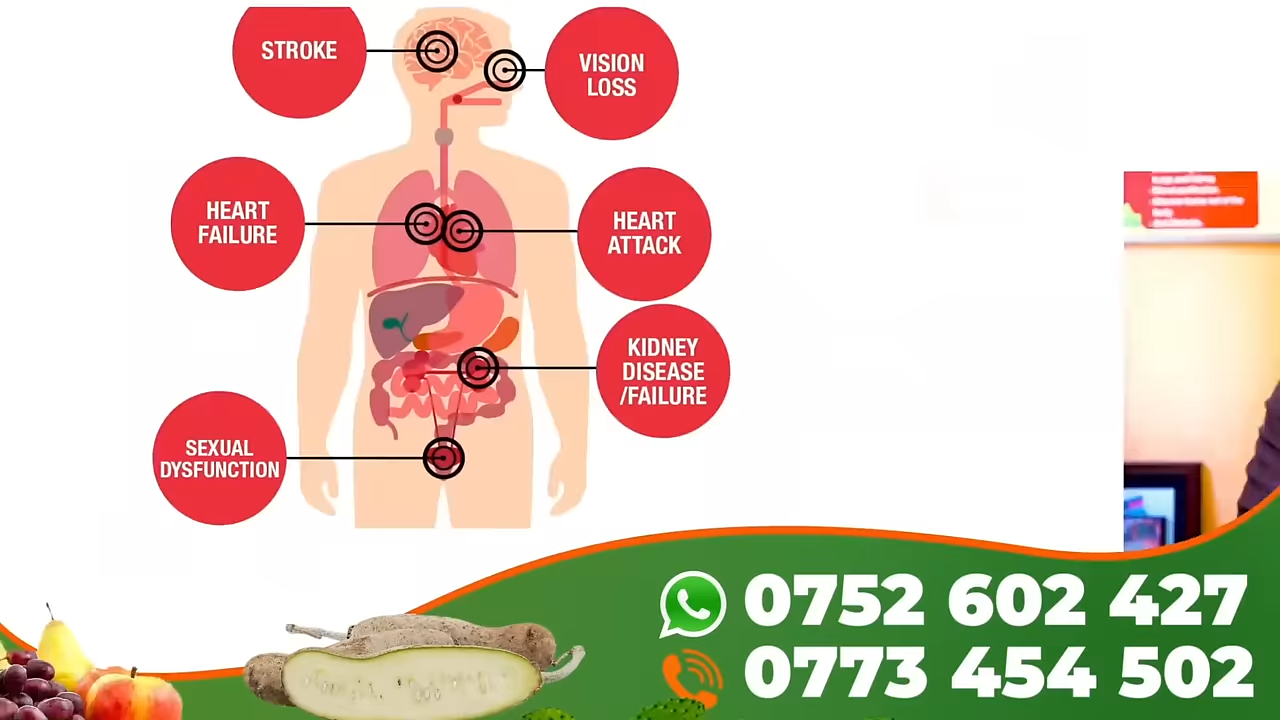 STROKE
VISION
LOSS
HEART
FAILURE
HEART
ATTACK
KIDNEY
DISEASE
/FAILURE
SEXUAL
DYSFUNCTION
0752 602 427
0773 454 502